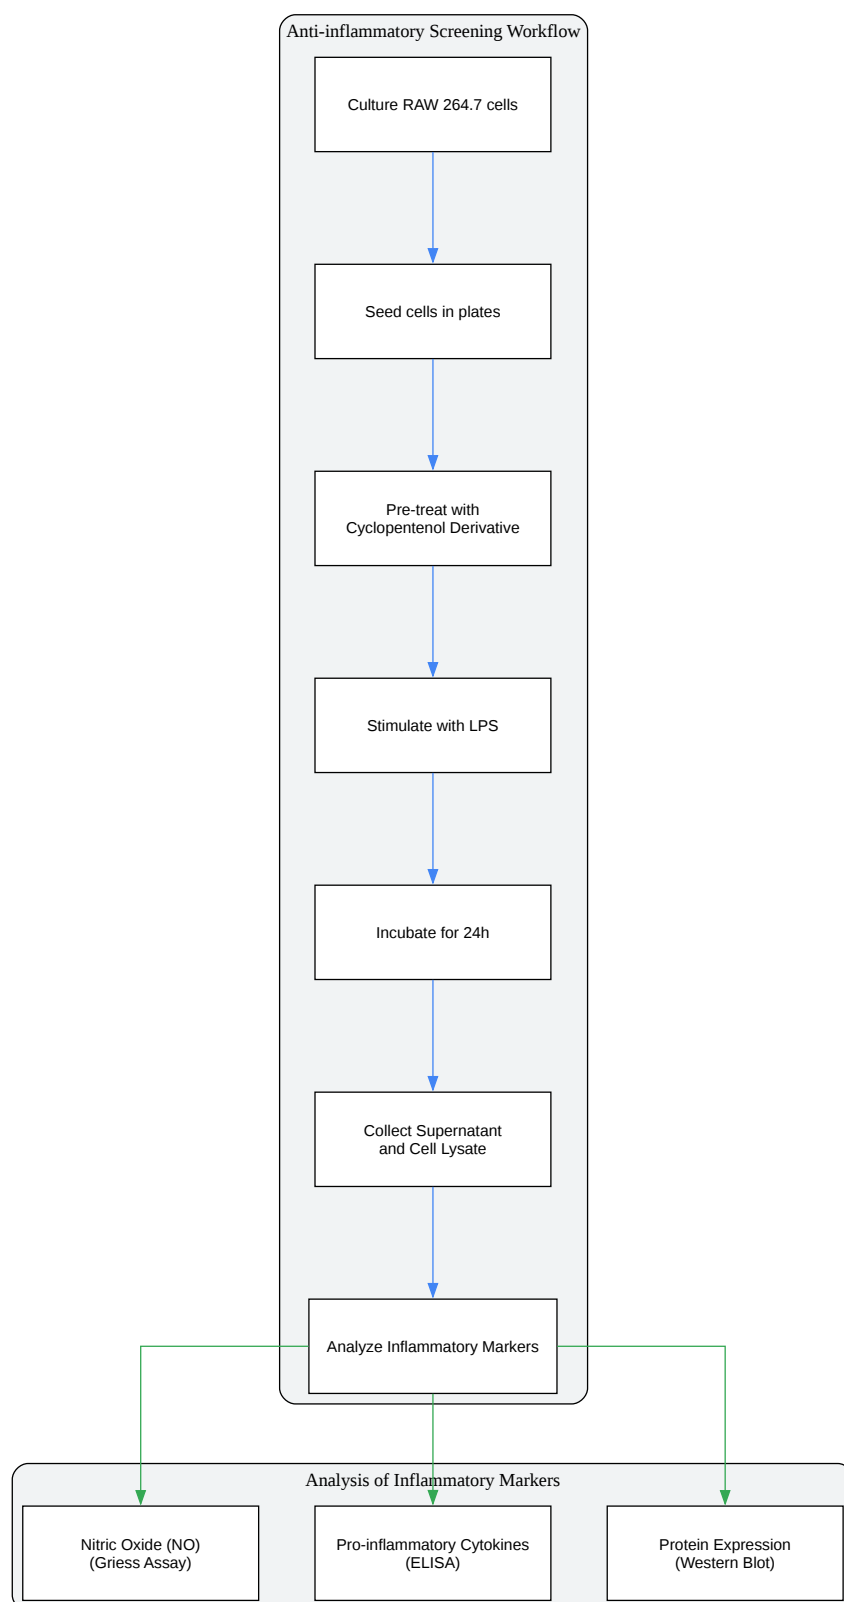 Anti-inflammatory Screening Workflow
Culture RAW 264.7 cells
Seed cells in plates
Pre-treat with
Cyclopentenol Derivative
Stimulate with LPS
Incubate for 24h
Collect Supernatant
and Cell Lysate
Analyze Inflammatory Markers
Analysis of Inflammatory Markers
Nitric Oxide (NO)
(Griess Assay)
Pro-inflammatory Cytokines
(ELISA)
Protein Expression
(Western Blot)